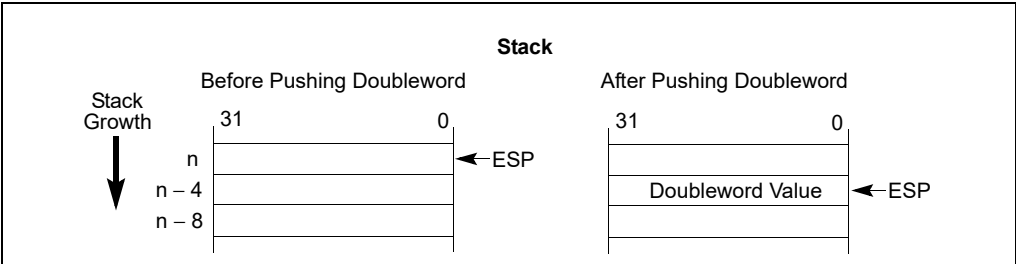 Stack
Before Pushing Doubleword
After Pushing Doubleword
Stack
Growth
31 0
31 0
n
ESP
n − 4
Doubleword Value
ESP
n − 8